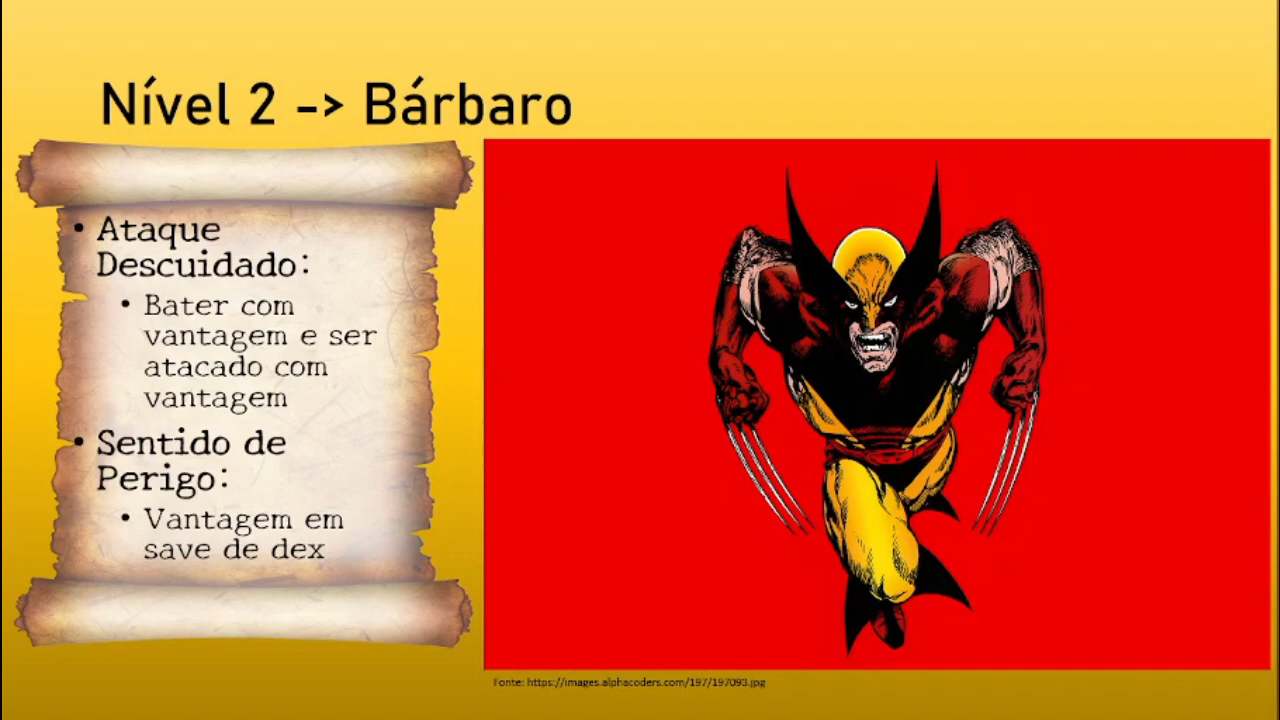 Nível 2 -> Bárbaro
• Ataque
Descuidado:
• Bater com
vantagem e ser
atacado com
vantagem
• Sentido de
Perigo:
• Vantagem em
save de dex
Fonte: https://images.alphacoders.com/197/197093.jpg